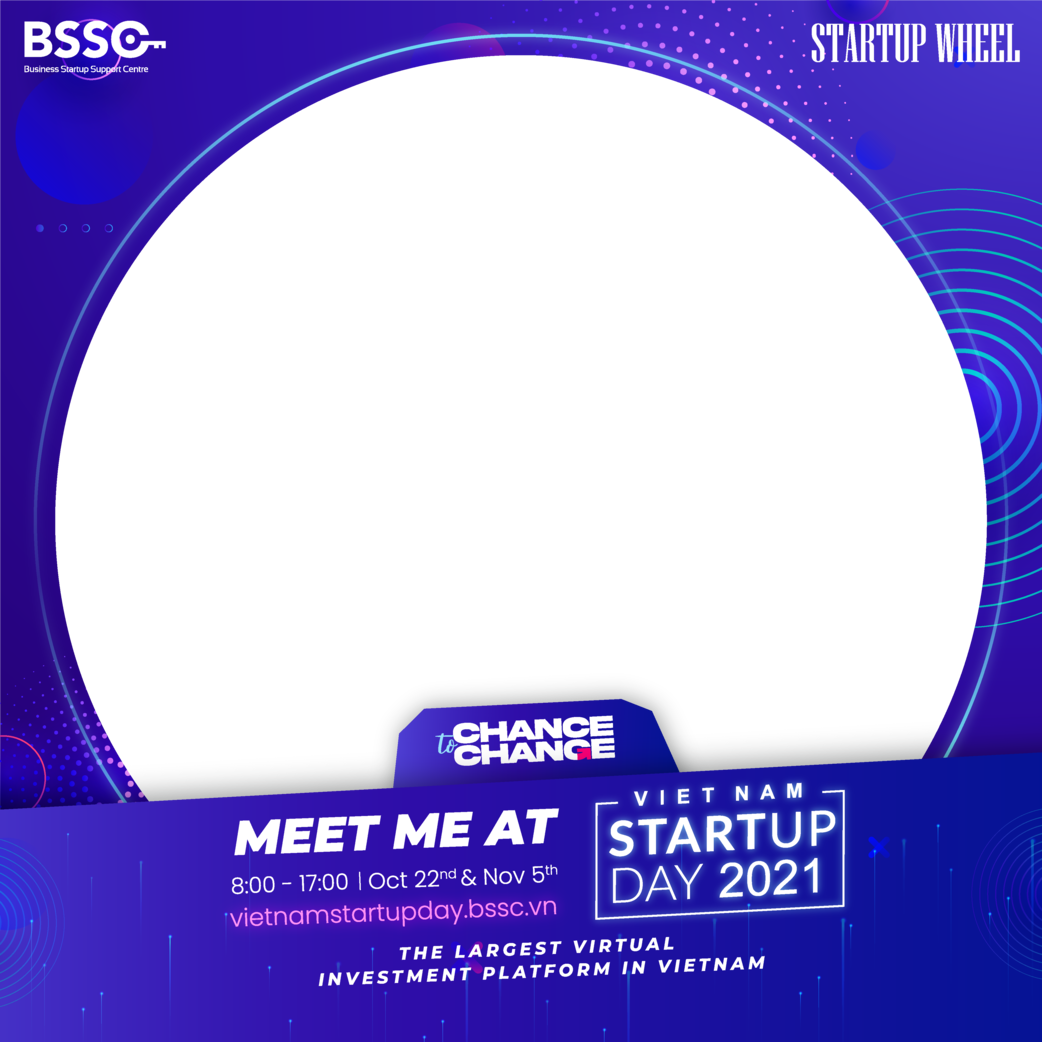 BSSC
Business Startup Support Centre
STARTUP WHEEL
to CHANCE
CHANGE
MEET ME AT
8:00 - 17:00 | Oct 22nd & Nov 5th
vietnamstartupday.bssc.vn
VIET NAM
STARTUP
DAY 2021
THE LARGEST VIRTUAL
INVESTMENT PLATFORM IN VIETNAM